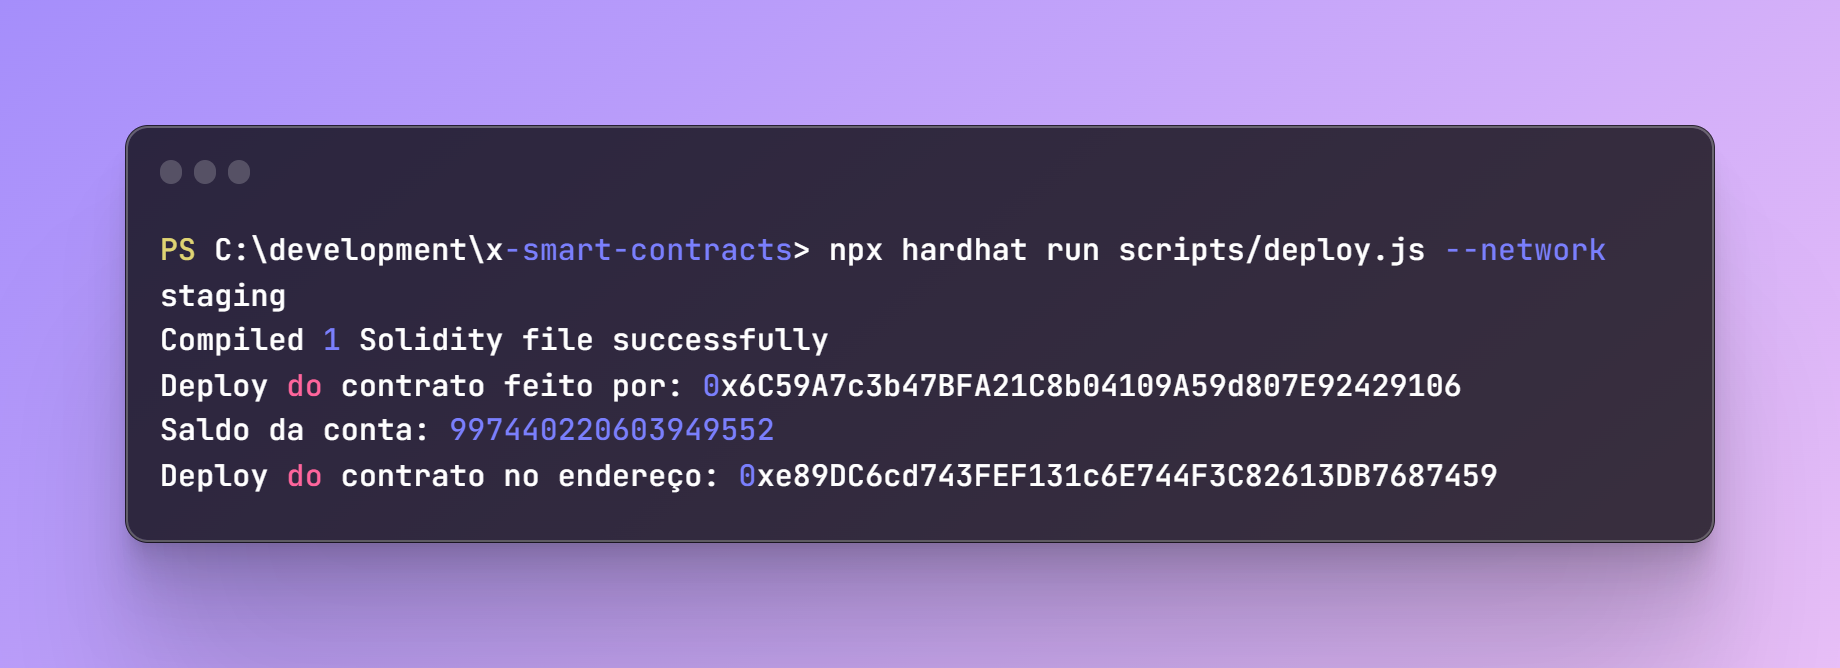 PS C:\development\x-smart-contracts> npx hardhat run scripts/deploy.js --network
staging
Compiled 1 Solidity file successfully
Deploy do contrato feito por: 0x6C59A7c3b47BFA21C8b04109A59d807E92429106
Saldo da conta: 997440220603949552
Deploy do contrato no endereço: 0xe89DC6cd743FEF131c6E744F3C82613DB7687459